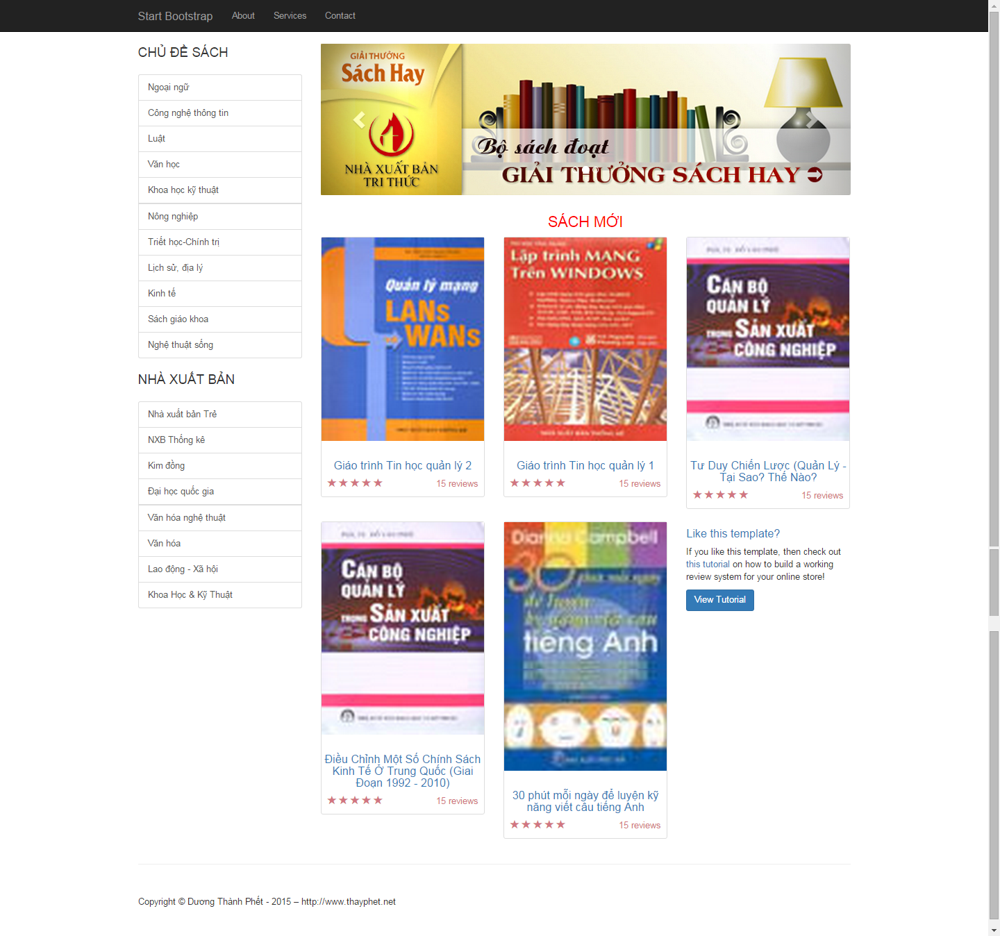 Start Bootstrap About Services Contact
CHỦ ĐỀ SÁCH
Ngoại ngữ
Công nghệ thông tin
Luật
Văn học
Khoa học kỹ thuật
Nông nghiệp
Triết học-Chính trị
Lịch sử, địa lý
Kinh tế
Sách giáo khoa
Nghệ thuật sống
NHÀ XUẤT BẢN
Nhà xuất bản Trẻ
NXB Thống kê
Kim đồng
Đại học quốc gia
Văn hóa nghệ thuật
Văn hóa
Lao động - Xã hội
Khoa Học & Kỹ Thuật
GIẢI THƯỞNG
Sách Hay
NHÀ XUẤT BẢN
TRI THỨC
Bộ sách đoạt
GIẢI THƯỞNG SÁCH HAY
SÁCH MỚI
Quản lý mạng
LANs
WANs
Giáo trình Tin học quản lý 2
★★★★★ 15 reviews
Lập trình MẠNG
Trên WINDOWS
Giáo trình Tin học quản lý 1
★★★★★ 15 reviews
CÁN BỘ
QUẢN LÝ
TRONG SẢN XUẤT
CÔNG NGHIỆP
Tư Duy Chiến Lược (Quản Lý -
Tại Sao? Thế Nào?
★★★★★ 15 reviews
CÁN BỘ
QUẢN LÝ
TRONG SẢN XUẤT
CÔNG NGHIỆP
Điều Chỉnh Một Số Chính Sách
Kinh Tế Ở Trung Quốc (Giai
Đoạn 1992 - 2010)
★★★★★ 15 reviews
Dianna Campbell
30 phút mỗi ngày
tiếng Anh
30 phút mỗi ngày để luyện kỹ
năng viết câu tiếng Anh
★★★★★ 15 reviews
Like this template?
If you like this template, then check out
this tutorial on how to build a working
review system for your online store!
View Tutorial
Copyright © Dương Thành Phết - 2015 – http://www.thayphet.net